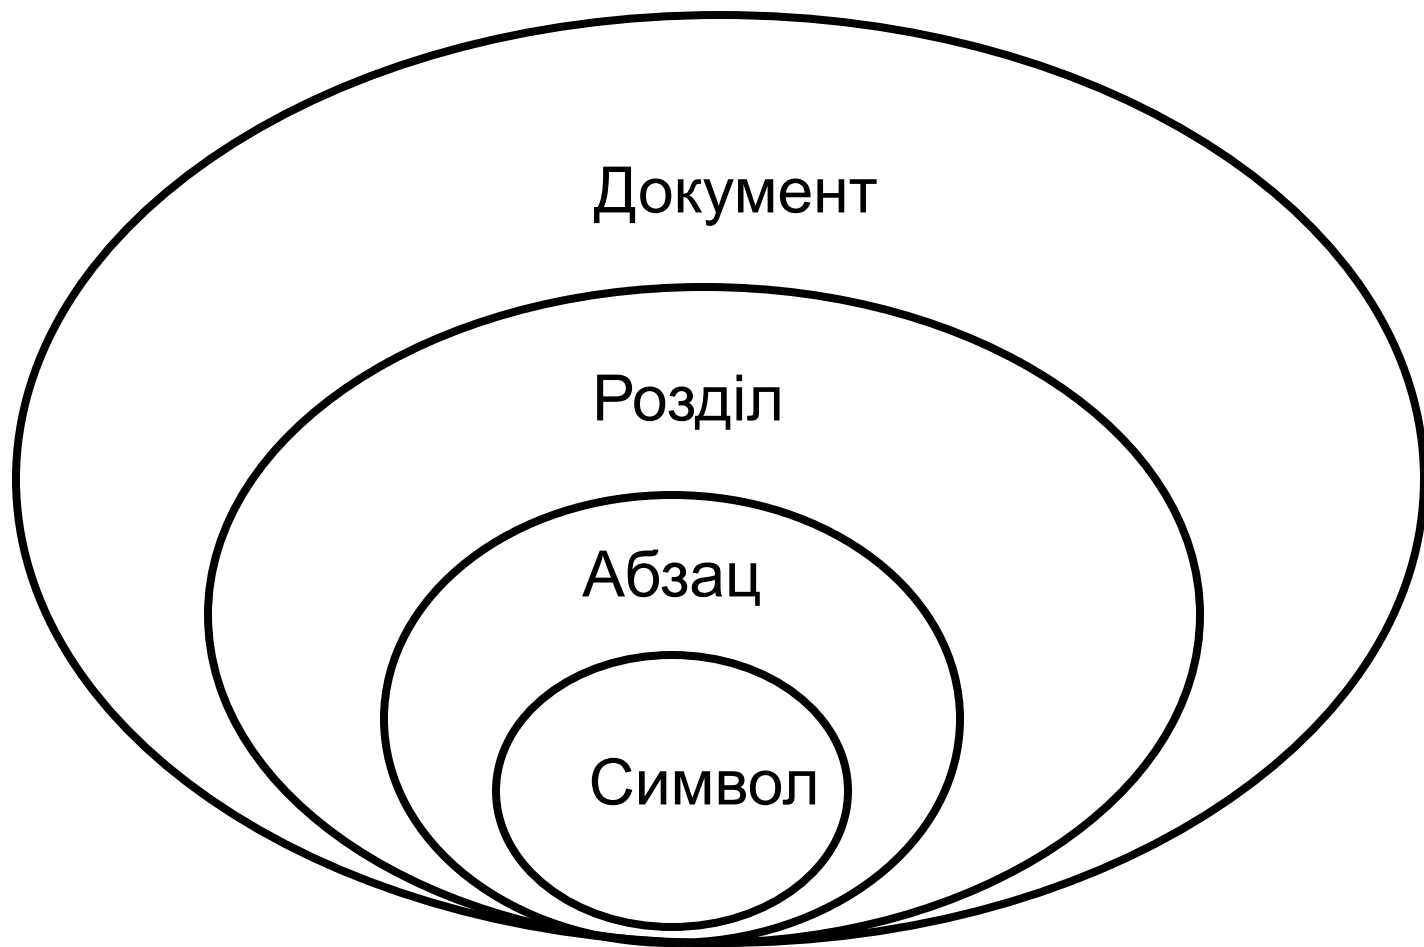 Документ
Розділ
Абзац
Символ